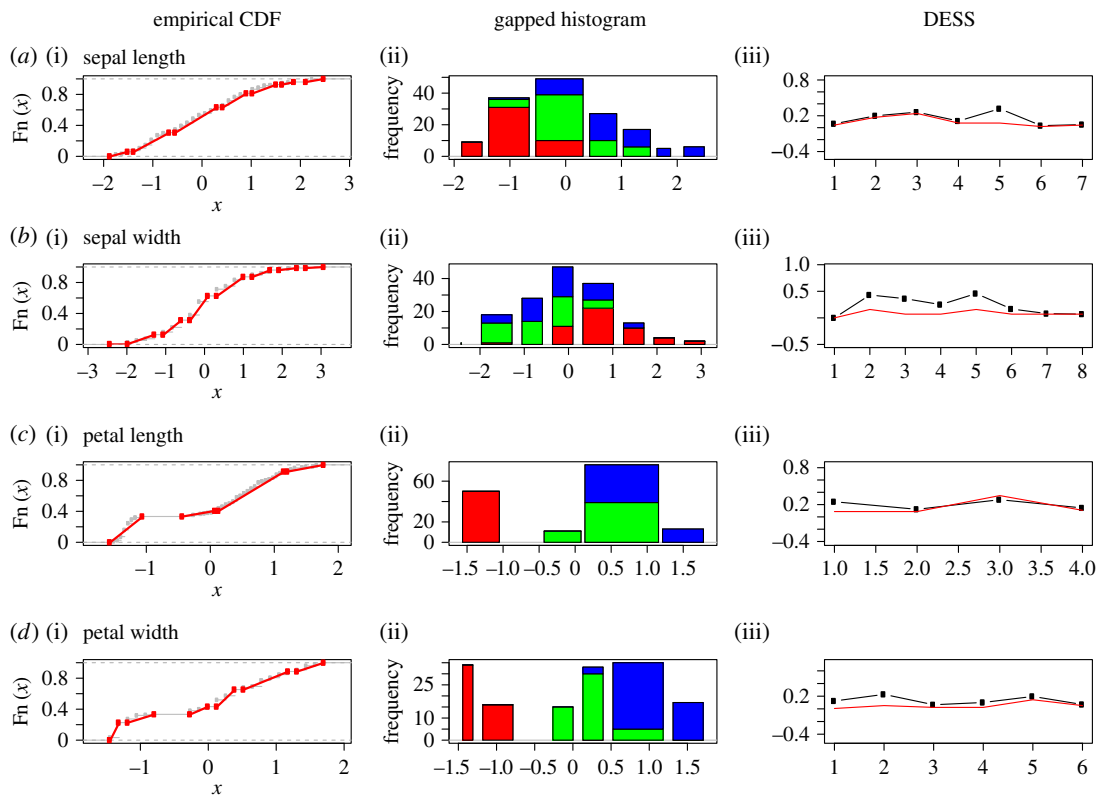 empirical CDF gapped histogram DESS
(a) (i) sepal length (ii) (iii)
Fn (x) 0.8 0.4 0
–2 –1 0 1 2 3
x
frequency 40 20 0
–2 –1 0 1 2
0.8 0.2 –0.4
1 2 3 4 5 6 7
(b) (i) sepal width (ii) (iii)
Fn (x) 0.8 0.4 0
–3 –2 –1 0 1 2 3
x
frequency 40 20 0
–2 –1 0 1 2 3
1.0 0.5 –0.5
1 2 3 4 5 6 7 8
(c) (i) petal length (ii) (iii)
Fn (x) 0.8 0.4 0
–1 0 1 2
x
frequency 60 20 0
–1.5 –1.0 –0.5 0 0.5 1.0 1.5
0.8 0.2 –0.4
1.0 1.5 2.0 2.5 3.0 3.5 4.0
(d) (i) petal width (ii) (iii)
Fn (x) 0.8 0.4 0
–1 0 1 2
x
frequency 25 10 0
–1.5 –1.0 –0.5 0 0.5 1.0 1.5
0.2 –0.4
1 2 3 4 5 6